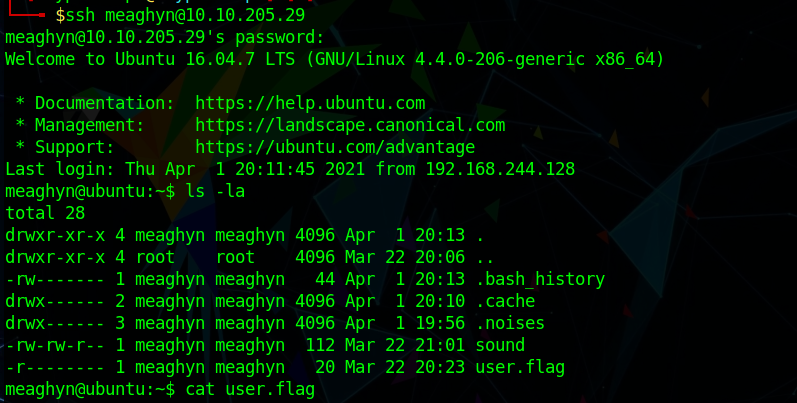 $ssh meaghyn@10.10.205.29
meaghyn@10.10.205.29's password:
Welcome to Ubuntu 16.04.7 LTS (GNU/Linux 4.4.0-206-generic x86_64)
 * Documentation:  https://help.ubuntu.com
 * Management:     https://landscape.canonical.com
 * Support:        https://ubuntu.com/advantage
Last login: Thu Apr  1 20:11:45 2021 from 192.168.244.128
meaghyn@ubuntu:~$ ls -la
total 28
drwxr-xr-x 4 meaghyn meaghyn 4096 Apr  1 20:13 .
drwxr-xr-x 4 root    root    4096 Mar 22 20:06 ..
-rw------- 1 meaghyn meaghyn   44 Apr  1 20:13 .bash_history
drwx------ 2 meaghyn meaghyn 4096 Apr  1 20:10 .cache
drwx------ 3 meaghyn meaghyn 4096 Apr  1 19:56 .noises
-rw-rw-r-- 1 meaghyn meaghyn  112 Mar 22 21:01 sound
-r-------- 1 meaghyn meaghyn   20 Mar 22 20:23 user.flag
meaghyn@ubuntu:~$ cat user.flag